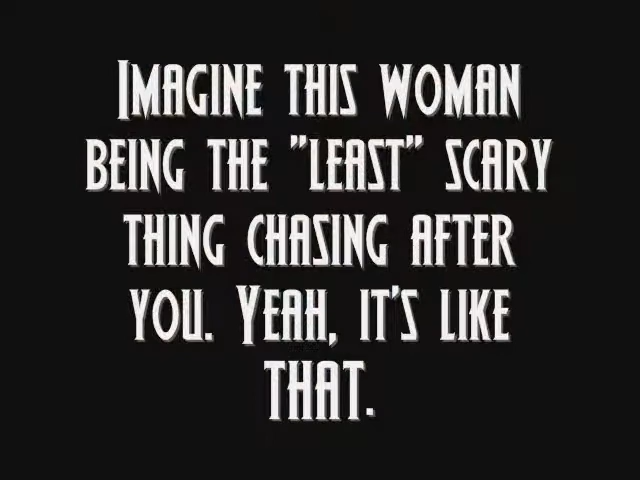 Imagine this woman
being the "least" scary
thing chasing after
you. Yeah, it's like
that.